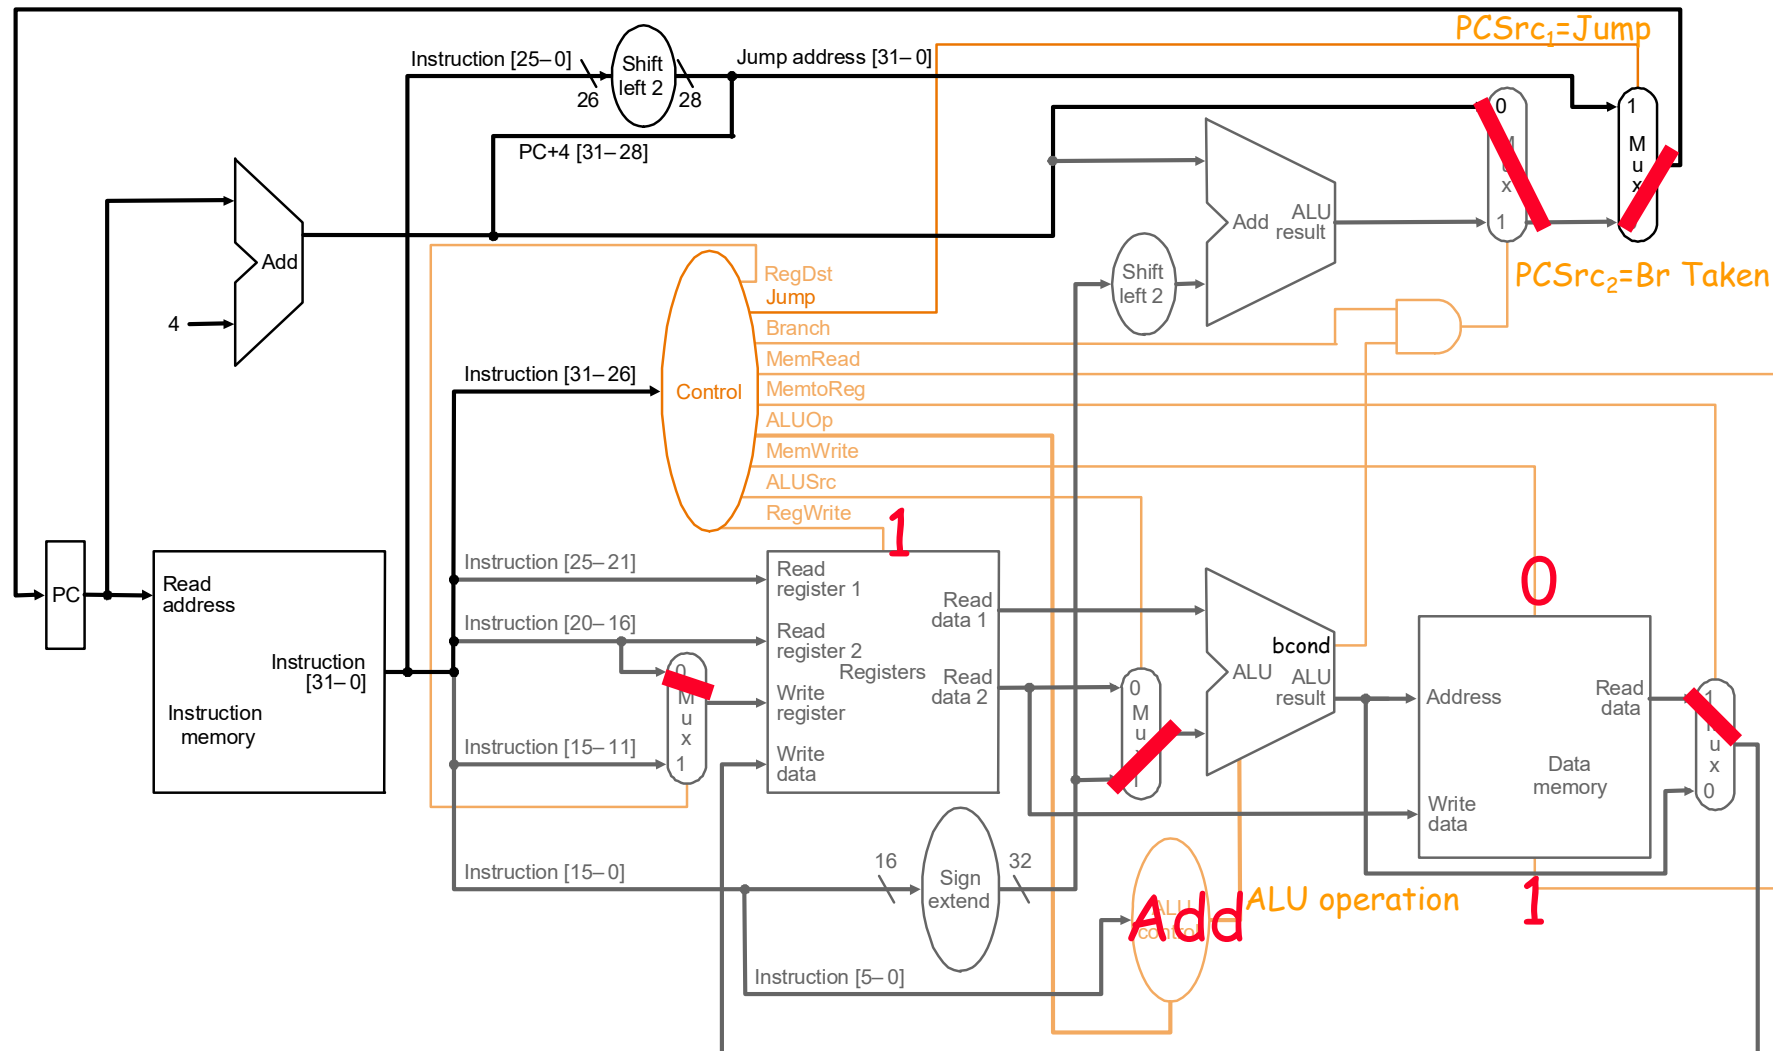 PCSrc1=Jump
Instruction [25–0]
Shift
left 2
Jump address [31–0]
26
28
PC+4 [31–28]
0
1
M
u
x
1
M
u
x
Add
ALU
result
Add
4
Shift
left 2
PCSrc2=Br Taken
RegDst
Jump
Branch
MemRead
MemtoReg
ALUOp
MemWrite
ALUSrc
RegWrite
Control
Instruction [31–26]
1
0
PC
Read
address
Instruction
[31–0]
Instruction
memory
Instruction [25–21]
Instruction [20–16]
Instruction [15–11]
Instruction [15–0]
0
M
u
x
1
Read
register 1
Read
register 2
Registers
Write
register
Write
data
Read
data 1
Read
data 2
0
M
u
bcond
ALU
ALU
result
Address
Read
data
Data
memory
Write
data
1
u
x
0
16
Sign
extend
32
Add
ALU
control
ALU operation
1
Instruction [5–0]